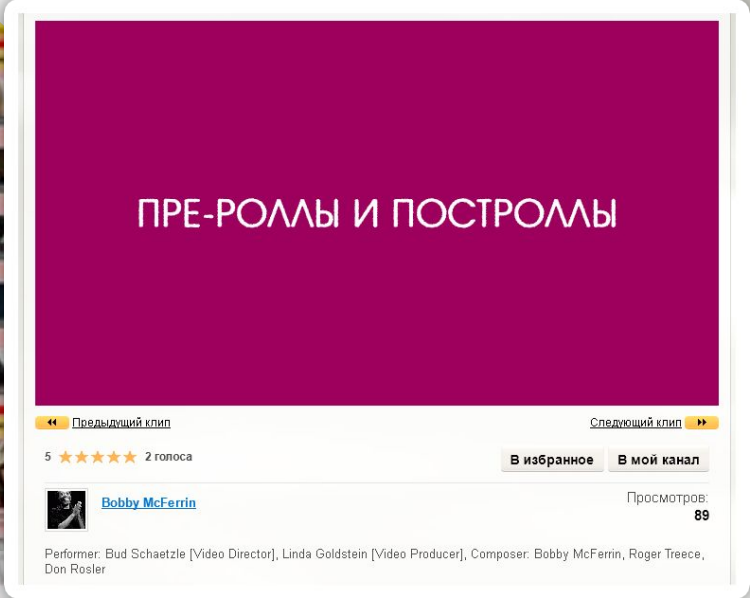 ПРЕ-РОЛЛЫ И ПОСТРОЛЛЫ
Предыдущий клип
Следующий клип
5 2 голоса
В избранное В мой канал
Bobby McFerrin
Просмотров:
89
Performer: Bud Schaetzle [Video Director], Linda Goldstein [Video Producer], Composer: Bobby McFerrin, Roger Treece,
Don Rosler